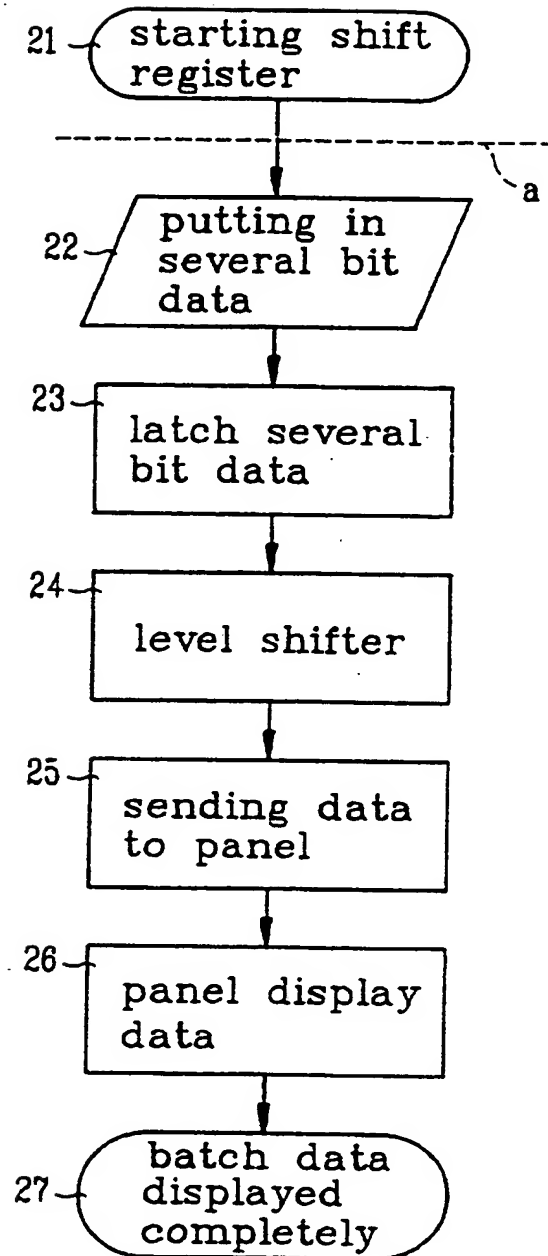 21
starting shift
register
a
22
putting in
several bit
data
23
latch several
bit data
24
level shifter
25
sending data
to panel
26
panel display
data
27
batch data
displayed
completely